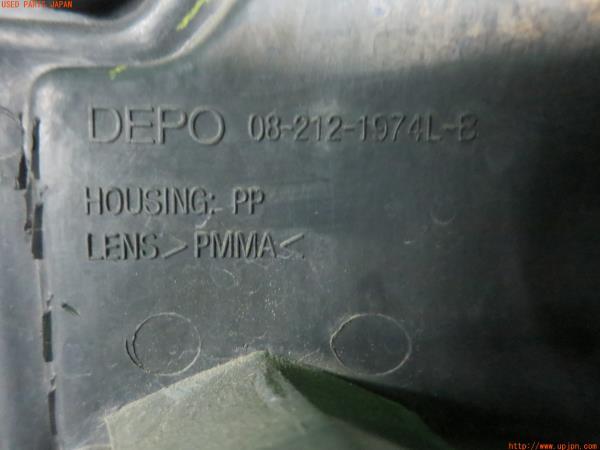 USED PARTS JAPAN
DEPO 08-212-1974L-B
HOUSING: PP
LENS>PMMA<
http://www.upjpn.com/